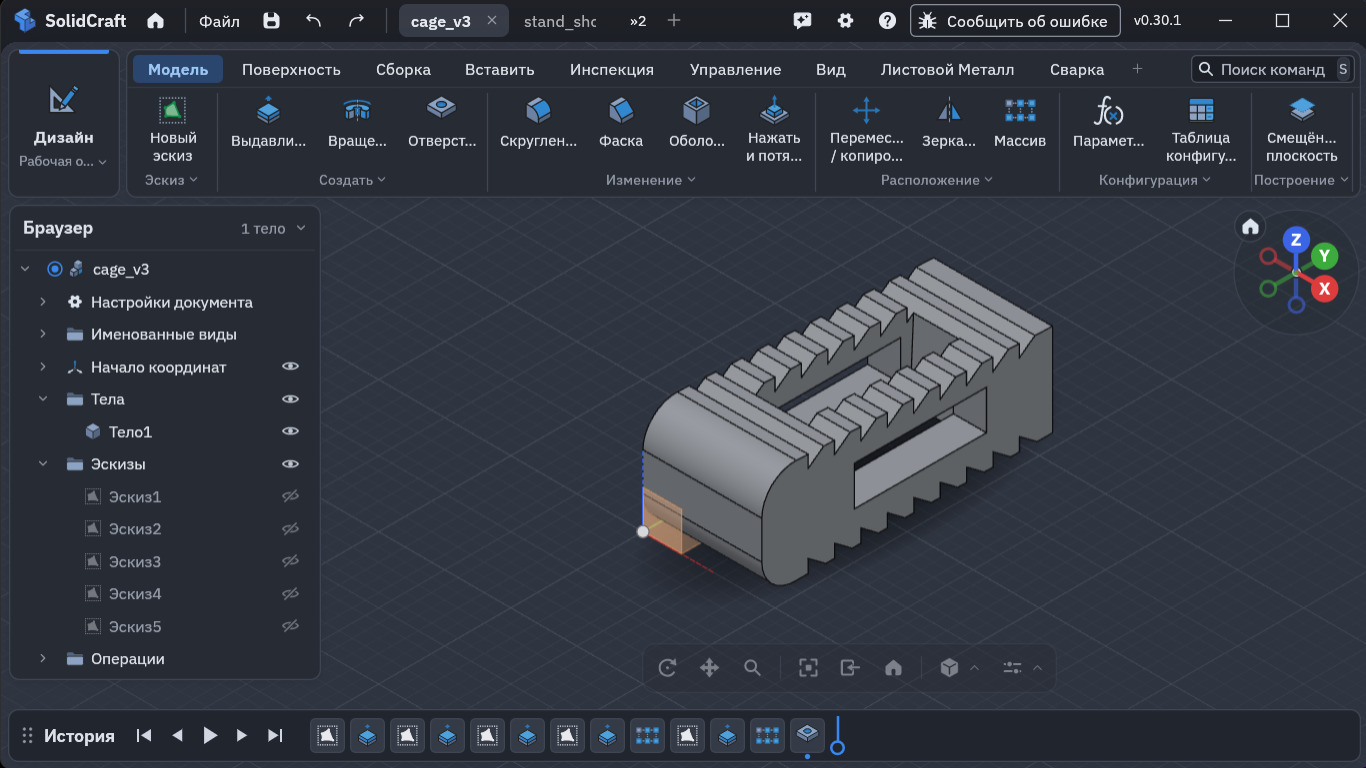 SolidCraft
Файл
cage_v3
stand_shc
»2
Сообщить об ошибке
v0.30.1
Дизайн
Рабочая о...
Модель
Поверхность
Сборка
Вставить
Инспекция
Управление
Вид
Листовой Металл
Сварка
Поиск команд
S
Новый
эскиз
Выдавли...
Враще...
Отверст...
Скруглен...
Фаска
Оболо...
Нажать
и потя...
Перемес...
/ копиро...
Зерка...
Массив
Парамет...
Таблица
конфигу...
Смещён...
плоскость
Эскиз
Создать
Изменение
Расположение
Конфигурация
Построение
Браузер
1 тело
cage_v3
Настройки документа
Именованные виды
Начало координат
Тела
Тело1
Эскизы
Эскиз1
Эскиз2
Эскиз3
Эскиз4
Эскиз5
Операции
Z
Y
X
История